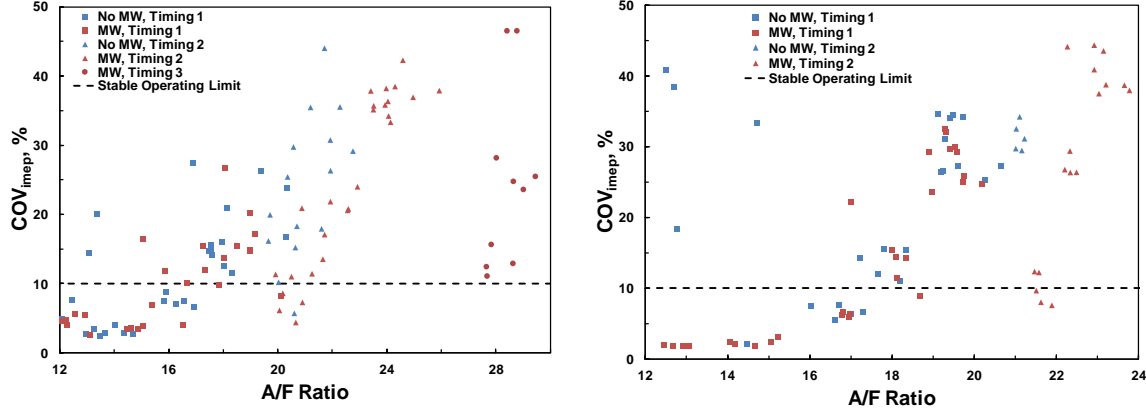 50
40
30
20
10
0
COVimep, %
No MW, Timing 1
MW, Timing 1
No MW, Timing 2
MW, Timing 2
MW, Timing 3
Stable Operating Limit
12 16 20 24 28
A/F Ratio
50
40
30
20
10
0
COVimep, %
No MW, Timing 1
MW, Timing 1
No MW, Timing 2
MW, Timing 2
Stable Operating Limit
12 14 16 18 20 22 24
A/F Ratio